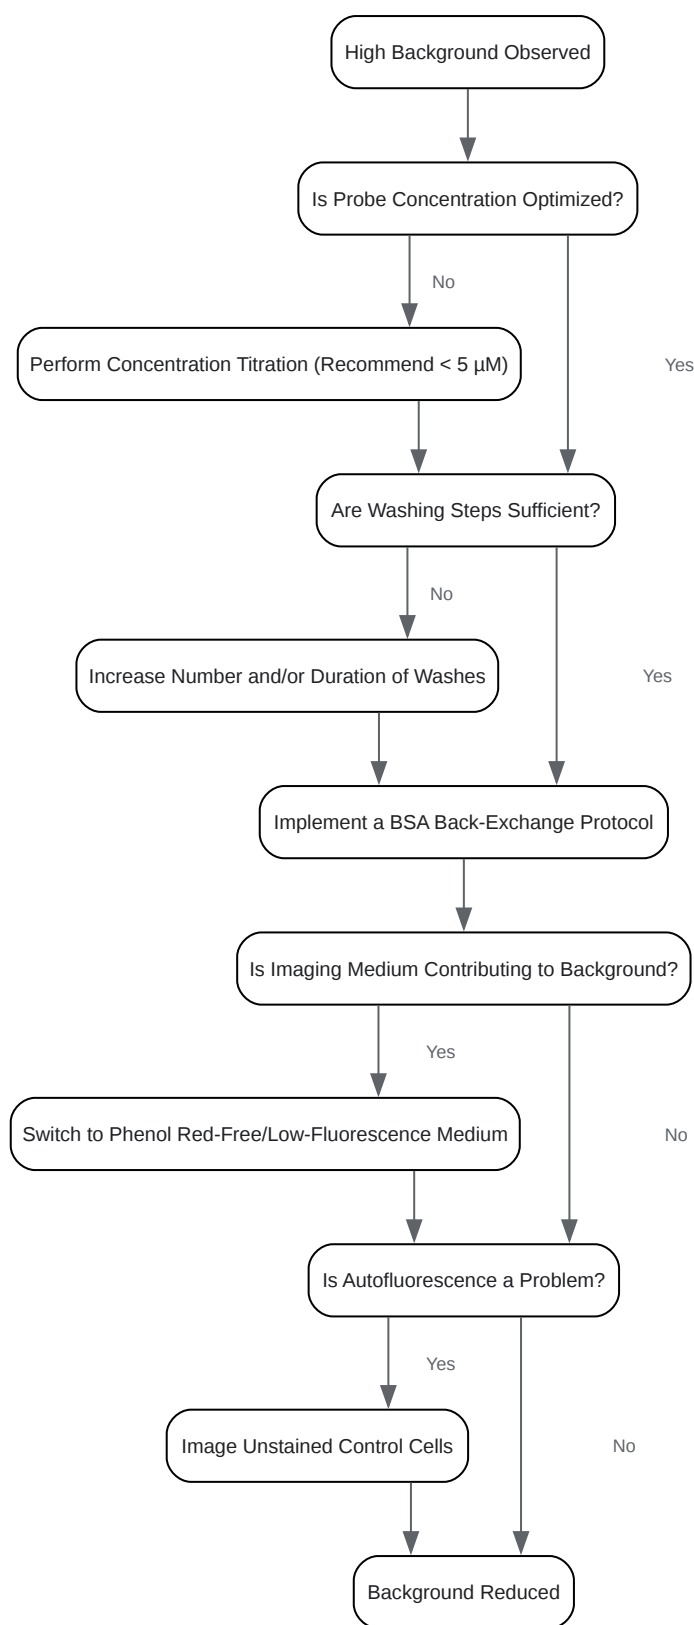 High Background Observed
Is Probe Concentration Optimized?
No
Perform Concentration Titration (Recommend < 5 µM)
Yes
Are Washing Steps Sufficient?
No
Increase Number and/or Duration of Washes
Yes
Implement a BSA Back-Exchange Protocol
Is Imaging Medium Contributing to Background?
Yes
Switch to Phenol Red-Free/Low-Fluorescence Medium
No
Is Autofluorescence a Problem?
Yes
Image Unstained Control Cells
No
Background Reduced